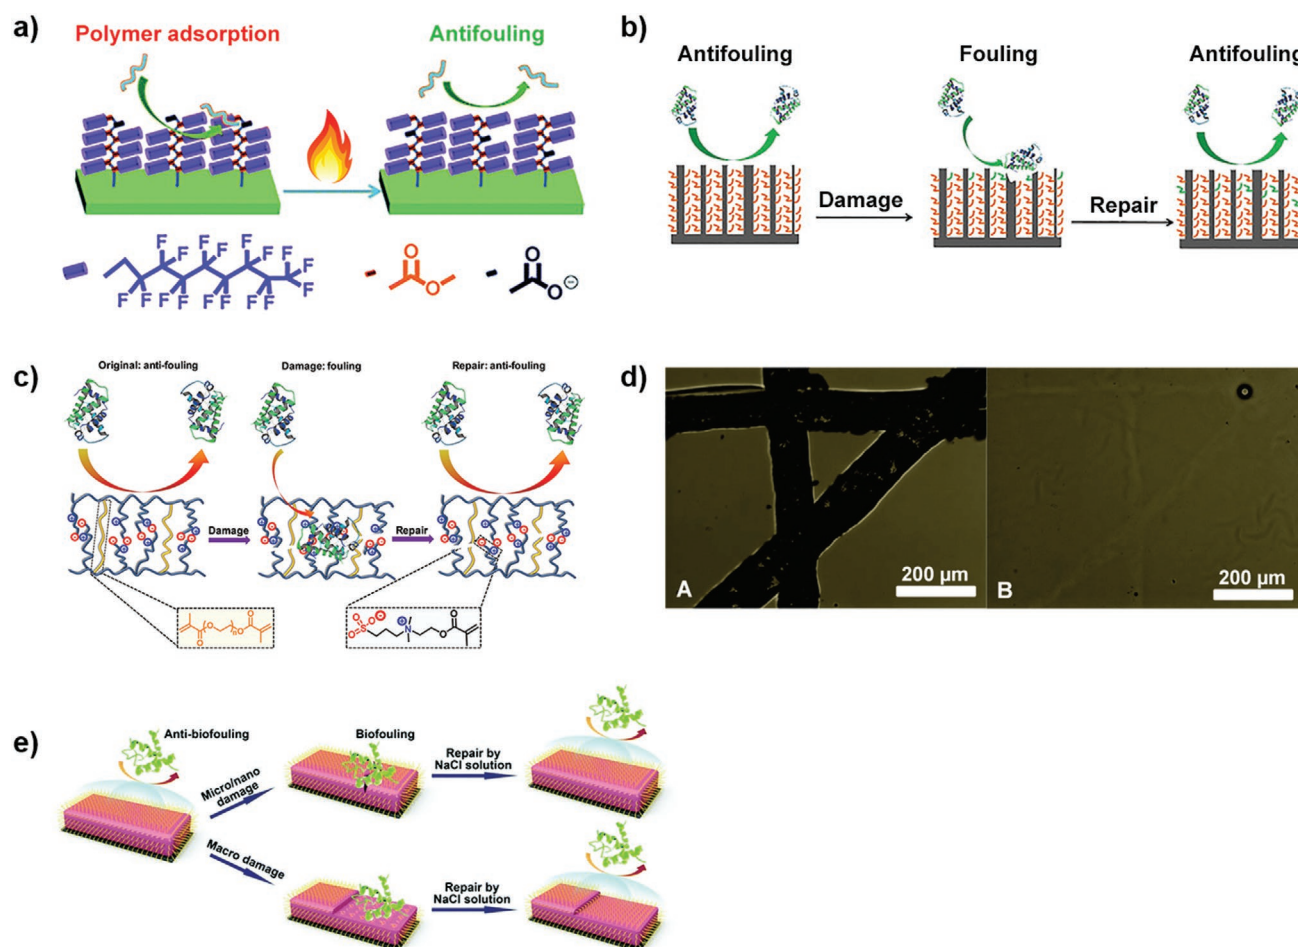 a)
Polymer adsorption
Antifouling
F F F F F F F F F
F F F F F F F F
O
O
O
O
⊖
b)
Antifouling
Fouling
Antifouling
Damage
Repair
c)
Original: anti-fouling
Damage: fouling
Repair: anti-fouling
Damage
Repair
O
O
n
O
O
O
O
S
O
O
N
⊕
O
O
d)
A
200 µm
B
200 µm
e)
Anti-biofouling
Micro/nano
damage
Biofouling
Repair by
NaCl solution
Macro damage
Repair by
NaCl solution